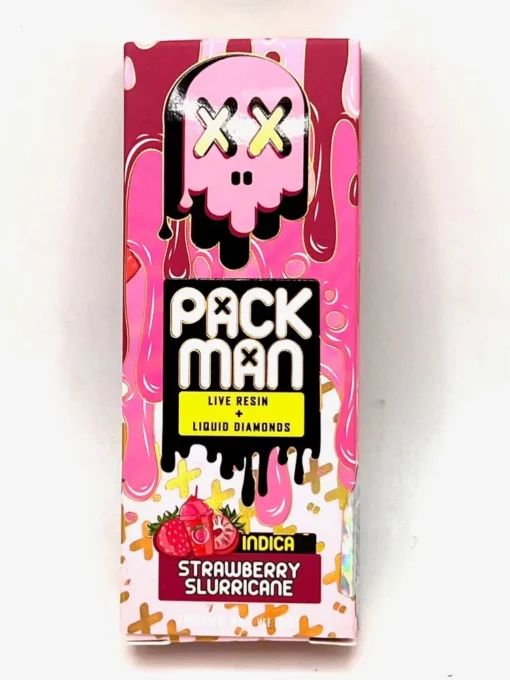 PACK
MAN
LIVE RESIN
+
LIQUID DIAMONDS
INDICA
STRAWBERRY
SLURRICANE